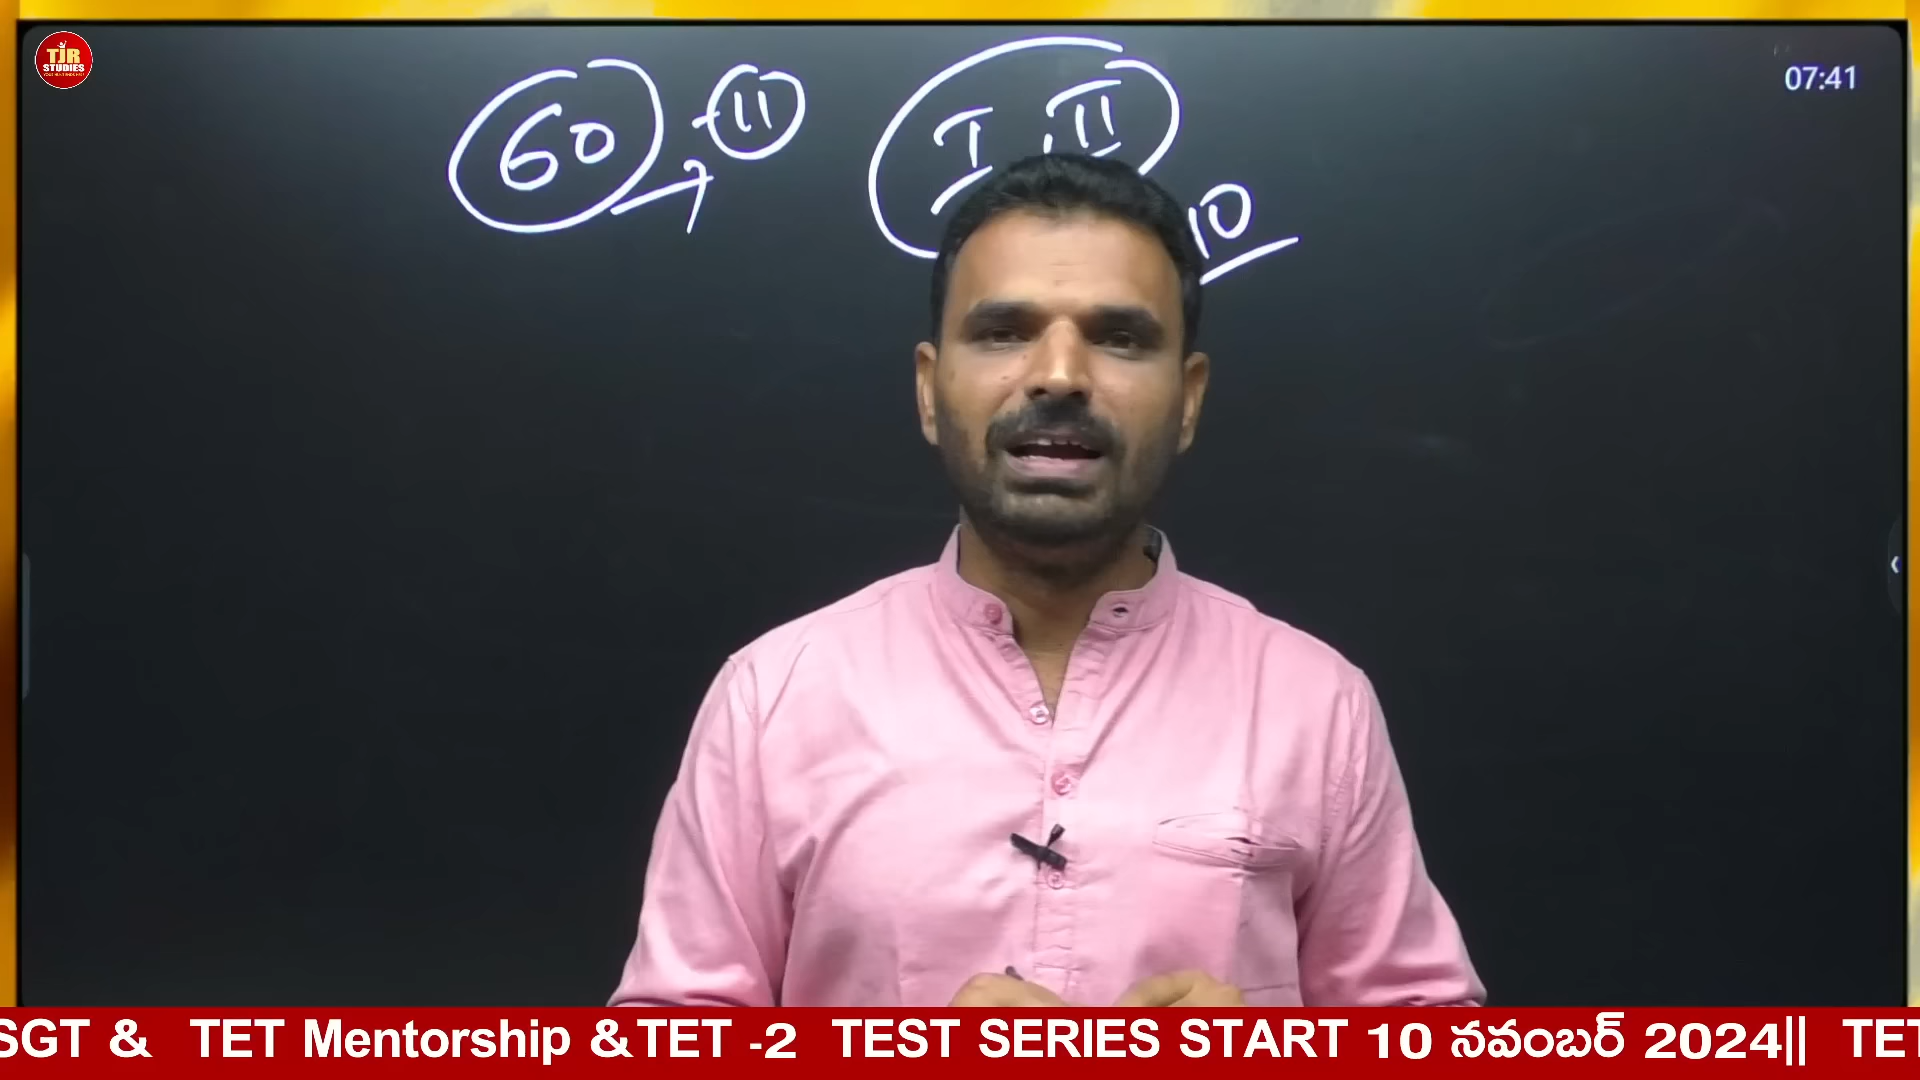 TJR
STUDIES
07:41
60 11 I II
10
SGT & TET Mentorship &TET -2 TEST SERIES START 10 నవంబర్ 2024|| TET